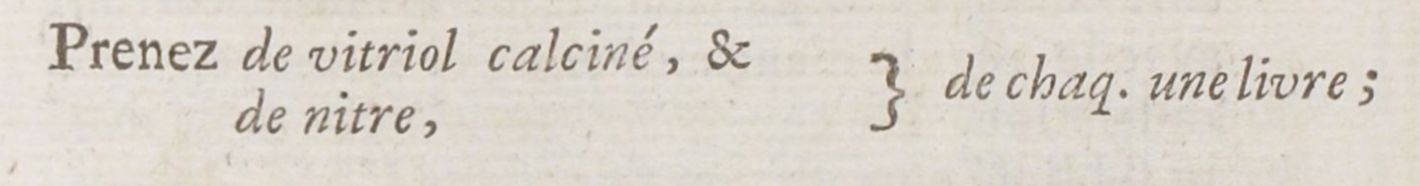 Prenez de vitriol calciné, &
de nitre,
} de chaq. une livre;